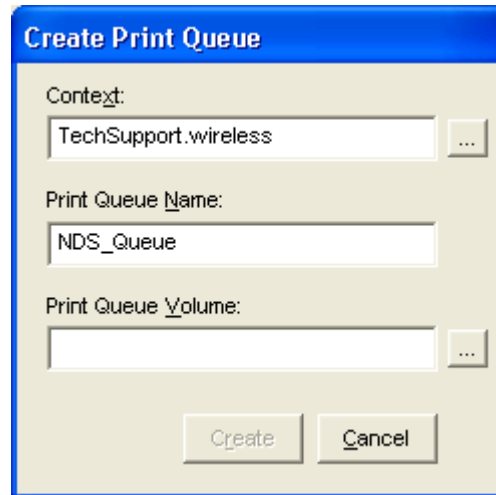 Create Print Queue
Context:
TechSupport.wireless
...
Print Queue Name:
NDS_Queue
Print Queue Volume:
...
Create Cancel